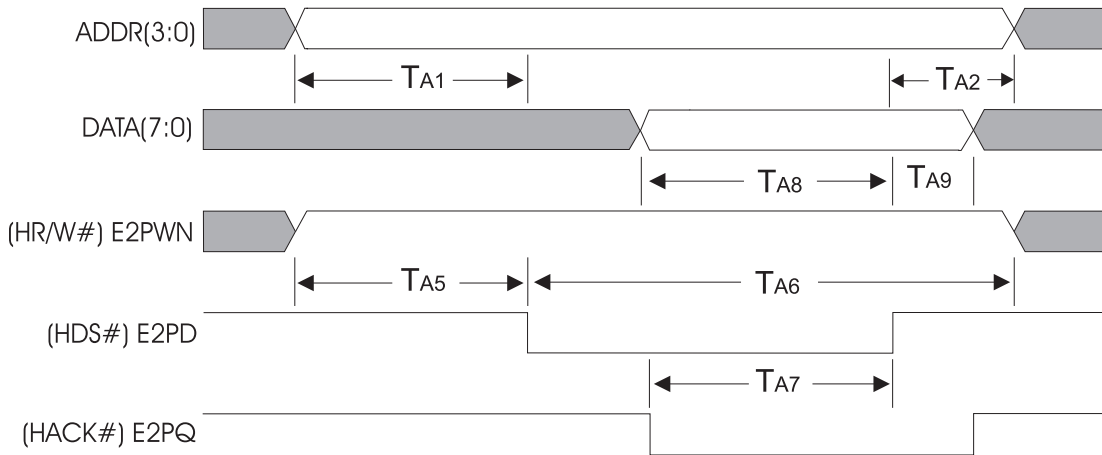 ADDR(3:0)
TA1
TA2
DATA(7:0)
TA8
TA9
(HR/W#) E2PWN
TA5
TA6
(HDS#) E2PD
TA7
(HACK#) E2PQ